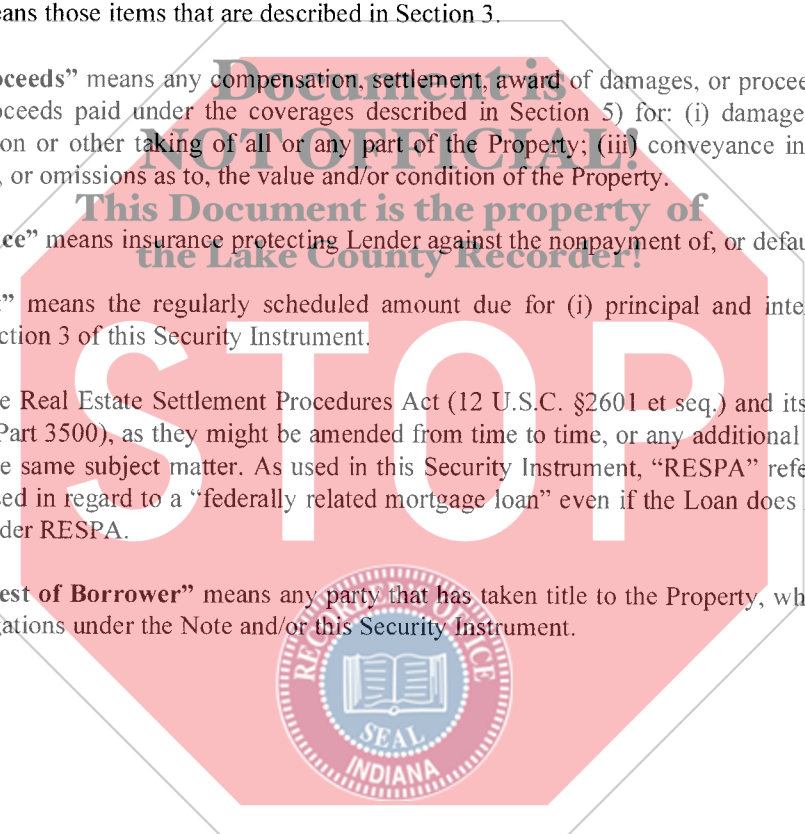 eans those items that are described in Section 3.
Document is
oceeds” means any compensation, settlement, award of damages, or procee
oceeds paid under the coverages described in Section 5) for: (i) damage
NOT OFFICIAL!
on or other taking of all or any part of the Property; (iii) conveyance in
, or omissions as to, the value and/or condition of the Property.
This Document is the property of
ce” means insurance protecting Lender against the nonpayment of, or defau
the Lake County Recorder!
t” means the regularly scheduled amount due for (i) principal and inte
ction 3 of this Security Instrument.
STOP
e Real Estate Settlement Procedures Act (12 U.S.C. §2601 et seq.) and its
Part 3500), as they might be amended from time to time, or any additional
e same subject matter. As used in this Security Instrument, “RESPA” refe
sed in regard to a “federally related mortgage loan” even if the Loan does
der RESPA.
est of Borrower” means any party that has taken title to the Property, wh
ations under the Note and/or this Security Instrument.
RECORDER'S OFFICE
SEAL
INDIANA